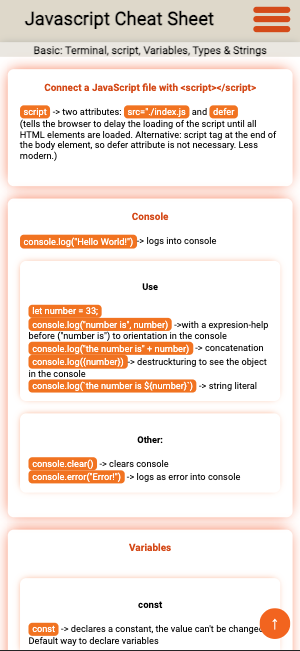 Javascript Cheat Sheet
Basic: Terminal, script, Variables, Types & Strings
Connect a JavaScript file with <script></script>
script -> two attributes: src="./index.js and defer
(tells the browser to delay the loading of the script until all
HTML elements are loaded. Alternative: script tag at the end of
the body element, so defer attribute is not necessary. Less
modern.)
Console
console.log("Hello World!") -> logs into console
Use
let number = 33;
console.log("number is", number) ->with a expresion-help
before ("number is") to orientation in the console
console.log("the number is" + number) -> concatenation
console.log({number}) -> destruckturing to see the object
in the console
console.log(`the number is ${number}`) -> string literal
Other:
console.clear() -> clears console
console.error("Error!") -> logs as error into console
Variables
const
const -> declares a constant, the value can't be changed
Default way to declare variables
↑